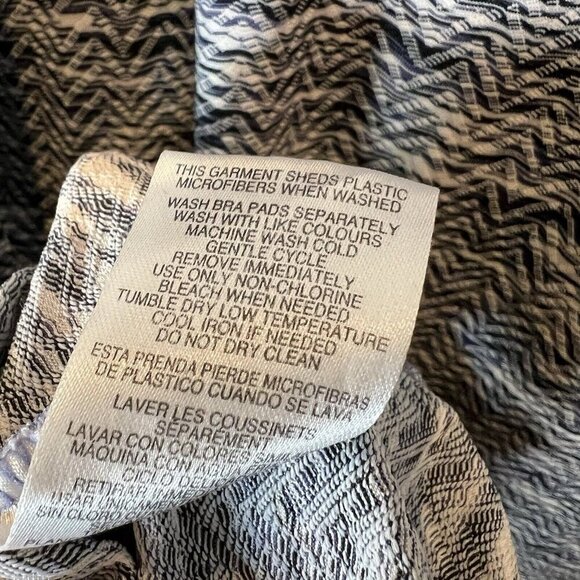 THIS GARMENT SHEDS PLASTIC
MICROFIBERS WHEN WASHED
WASH BRA PADS SEPARATELY
WASH WITH LIKE COLOURS
MACHINE WASH COLD
GENTLE CYCLE
REMOVE IMMEDIATELY
USE ONLY NON-CHLORINE
BLEACH WHEN NEEDED
TUMBLE DRY LOW TEMPERATURE
COOL IRON IF NEEDED
DO NOT DRY CLEAN
ESTA PRENDA PIERDE MICROFIBRAS
DE PLÁSTICO CUANDO SE LAVA
LAVER LES COUSSINETS
SÉPARÉMENT
LAVAR CON COLORES
MÁQUINA CON
CICLO